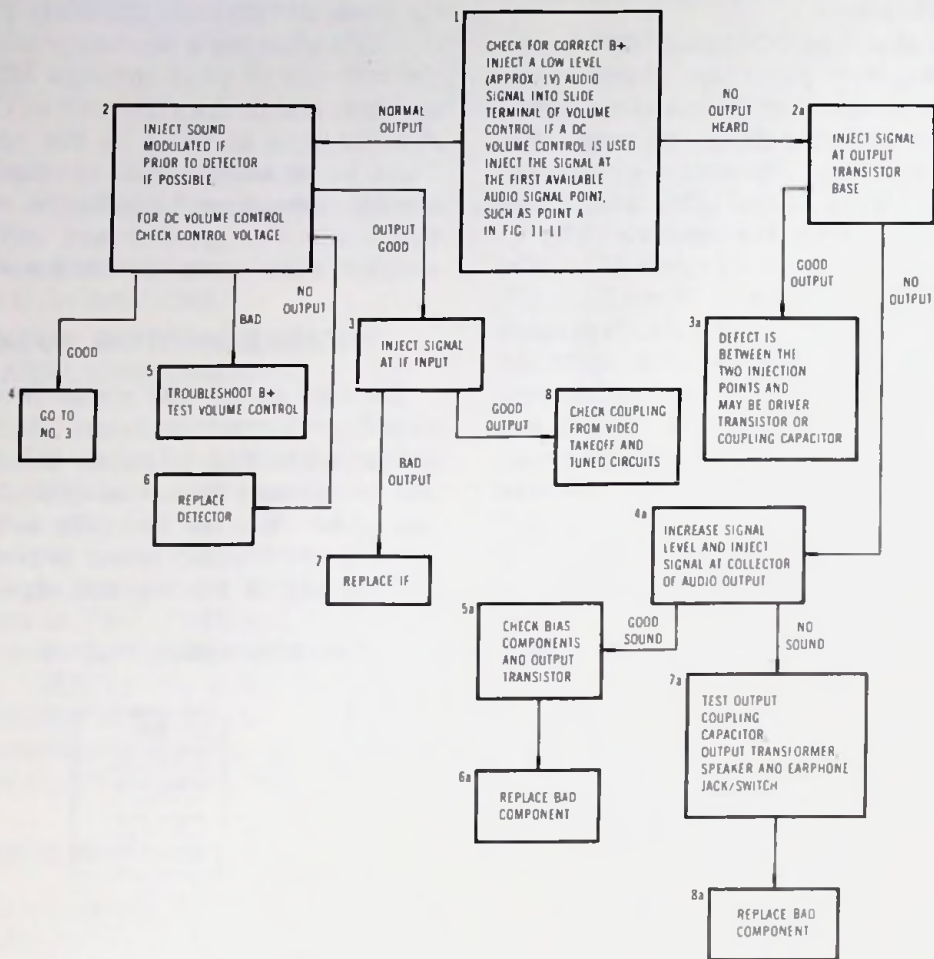 1
CHECK FOR CORRECT B+
INJECT A LOW LEVEL
(APPROX. 1V) AUDIO
SIGNAL INTO SLIDE
TERMINAL OF VOLUME
CONTROL. IF A DC
VOLUME CONTROL IS USED
INJECT THE SIGNAL AT
THE FIRST AVAILABLE
AUDIO SIGNAL POINT,
SUCH AS POINT A
IN FIG 11-11
NORMAL
OUTPUT
NO
OUTPUT
HEARD
2
INJECT SOUND
MODULATED IF
PRIOR TO DETECTOR
IF POSSIBLE
FOR DC VOLUME CONTROL
CHECK CONTROL VOLTAGE
2a
INJECT SIGNAL
AT OUTPUT
TRANSISTOR
BASE
OUTPUT
GOOD
NO
OUTPUT
BAD
GOOD
GOOD
OUTPUT
NO
OUTPUT
3
INJECT SIGNAL
AT IF INPUT
3a
DEFECT IS
BETWEEN THE
TWO INJECTION
POINTS AND
MAY BE DRIVER
TRANSISTOR OR
COUPLING CAPACITOR
4
GO TO
NO. 3
5
TROUBLESHOOT B+
TEST VOLUME CONTROL
GOOD
OUTPUT
8
CHECK COUPLING
FROM VIDEO
TAKEOFF AND
TUNED CIRCUITS
BAD
OUTPUT
6
REPLACE
DETECTOR
7
REPLACE IF
4a
INCREASE SIGNAL
LEVEL AND INJECT
SIGNAL AT COLLECTOR
OF AUDIO OUTPUT
GOOD
SOUND
NO
SOUND
5a
CHECK BIAS
COMPONENTS
AND OUTPUT
TRANSISTOR
7a
TEST OUTPUT
COUPLING
CAPACITOR,
OUTPUT TRANSFORMER,
SPEAKER AND EARPHONE
JACK/SWITCH
6a
REPLACE BAD
COMPONENT
8a
REPLACE BAD
COMPONENT